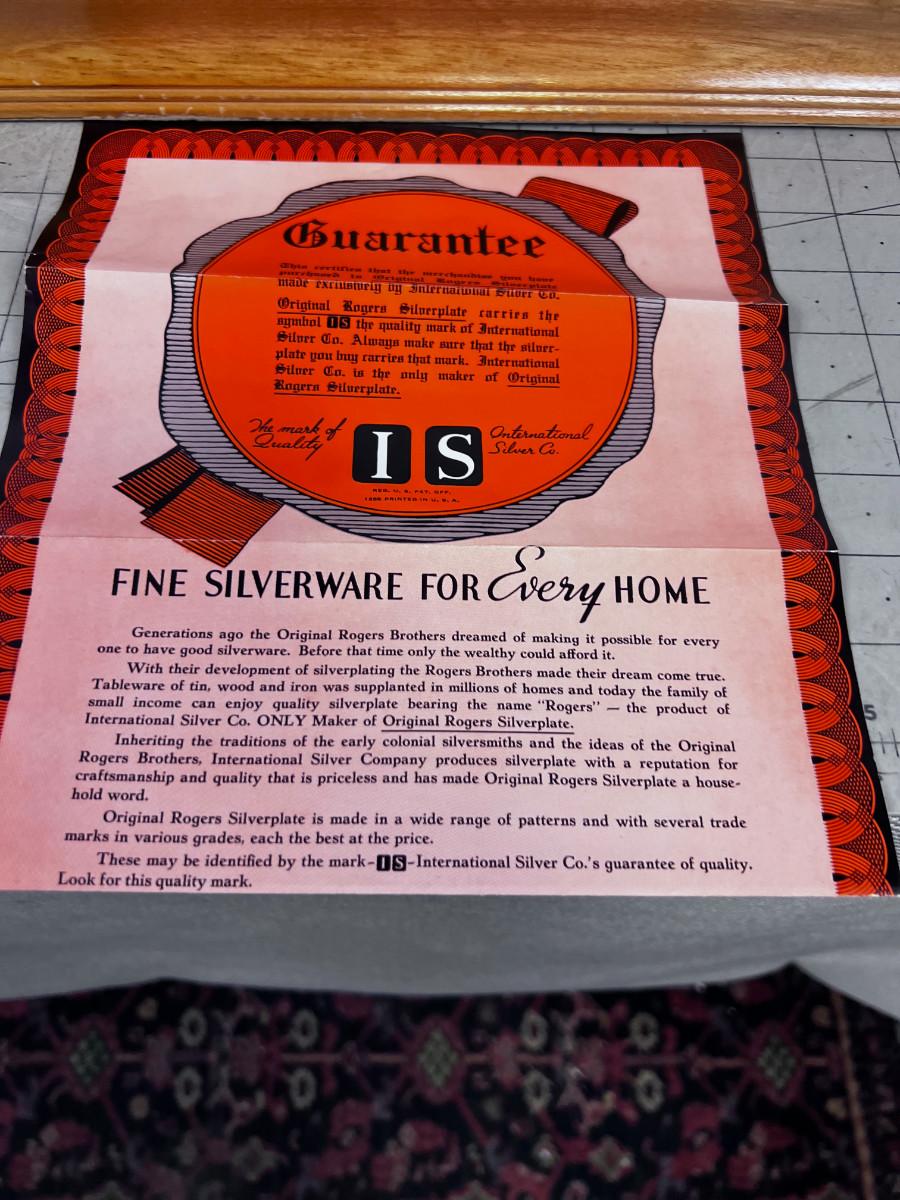 Guarantee
This certifies that the merchandise you have
purchased is Original Rogers Silverplate
made exclusively by International Silver Co.
Original Rogers Silverplate carries the
symbol IS the quality mark of International
Silver Co. Always make sure that the silver-
plate you buy carries that mark. International
Silver Co. is the only maker of Original
Rogers Silverplate.
The mark of
Quality
IS
International
Silver Co.
REG. U. S. PAT. OFF.
PRINTED IN U. S. A.
FINE SILVERWARE FOR Every HOME
Generations ago the Original Rogers Brothers dreamed of making it possible for every
one to have good silverware. Before that time only the wealthy could afford it.
With their development of silverplating the Rogers Brothers made their dream come true.
Tableware of tin, wood and iron was supplanted in millions of homes and today the family of
small income can enjoy quality silverplate bearing the name "Rogers" — the product of
International Silver Co. ONLY Maker of Original Rogers Silverplate.
Inheriting the traditions of the early colonial silversmiths and the ideas of the Original
Rogers Brothers, International Silver Company produces silverplate with a reputation for
craftsmanship and quality that is priceless and has made Original Rogers Silverplate a house-
hold word.
Original Rogers Silverplate is made in a wide range of patterns and with several trade
marks in various grades, each the best at the price.
These may be identified by the mark-IS-International Silver Co.'s guarantee of quality.
Look for this quality mark.
5